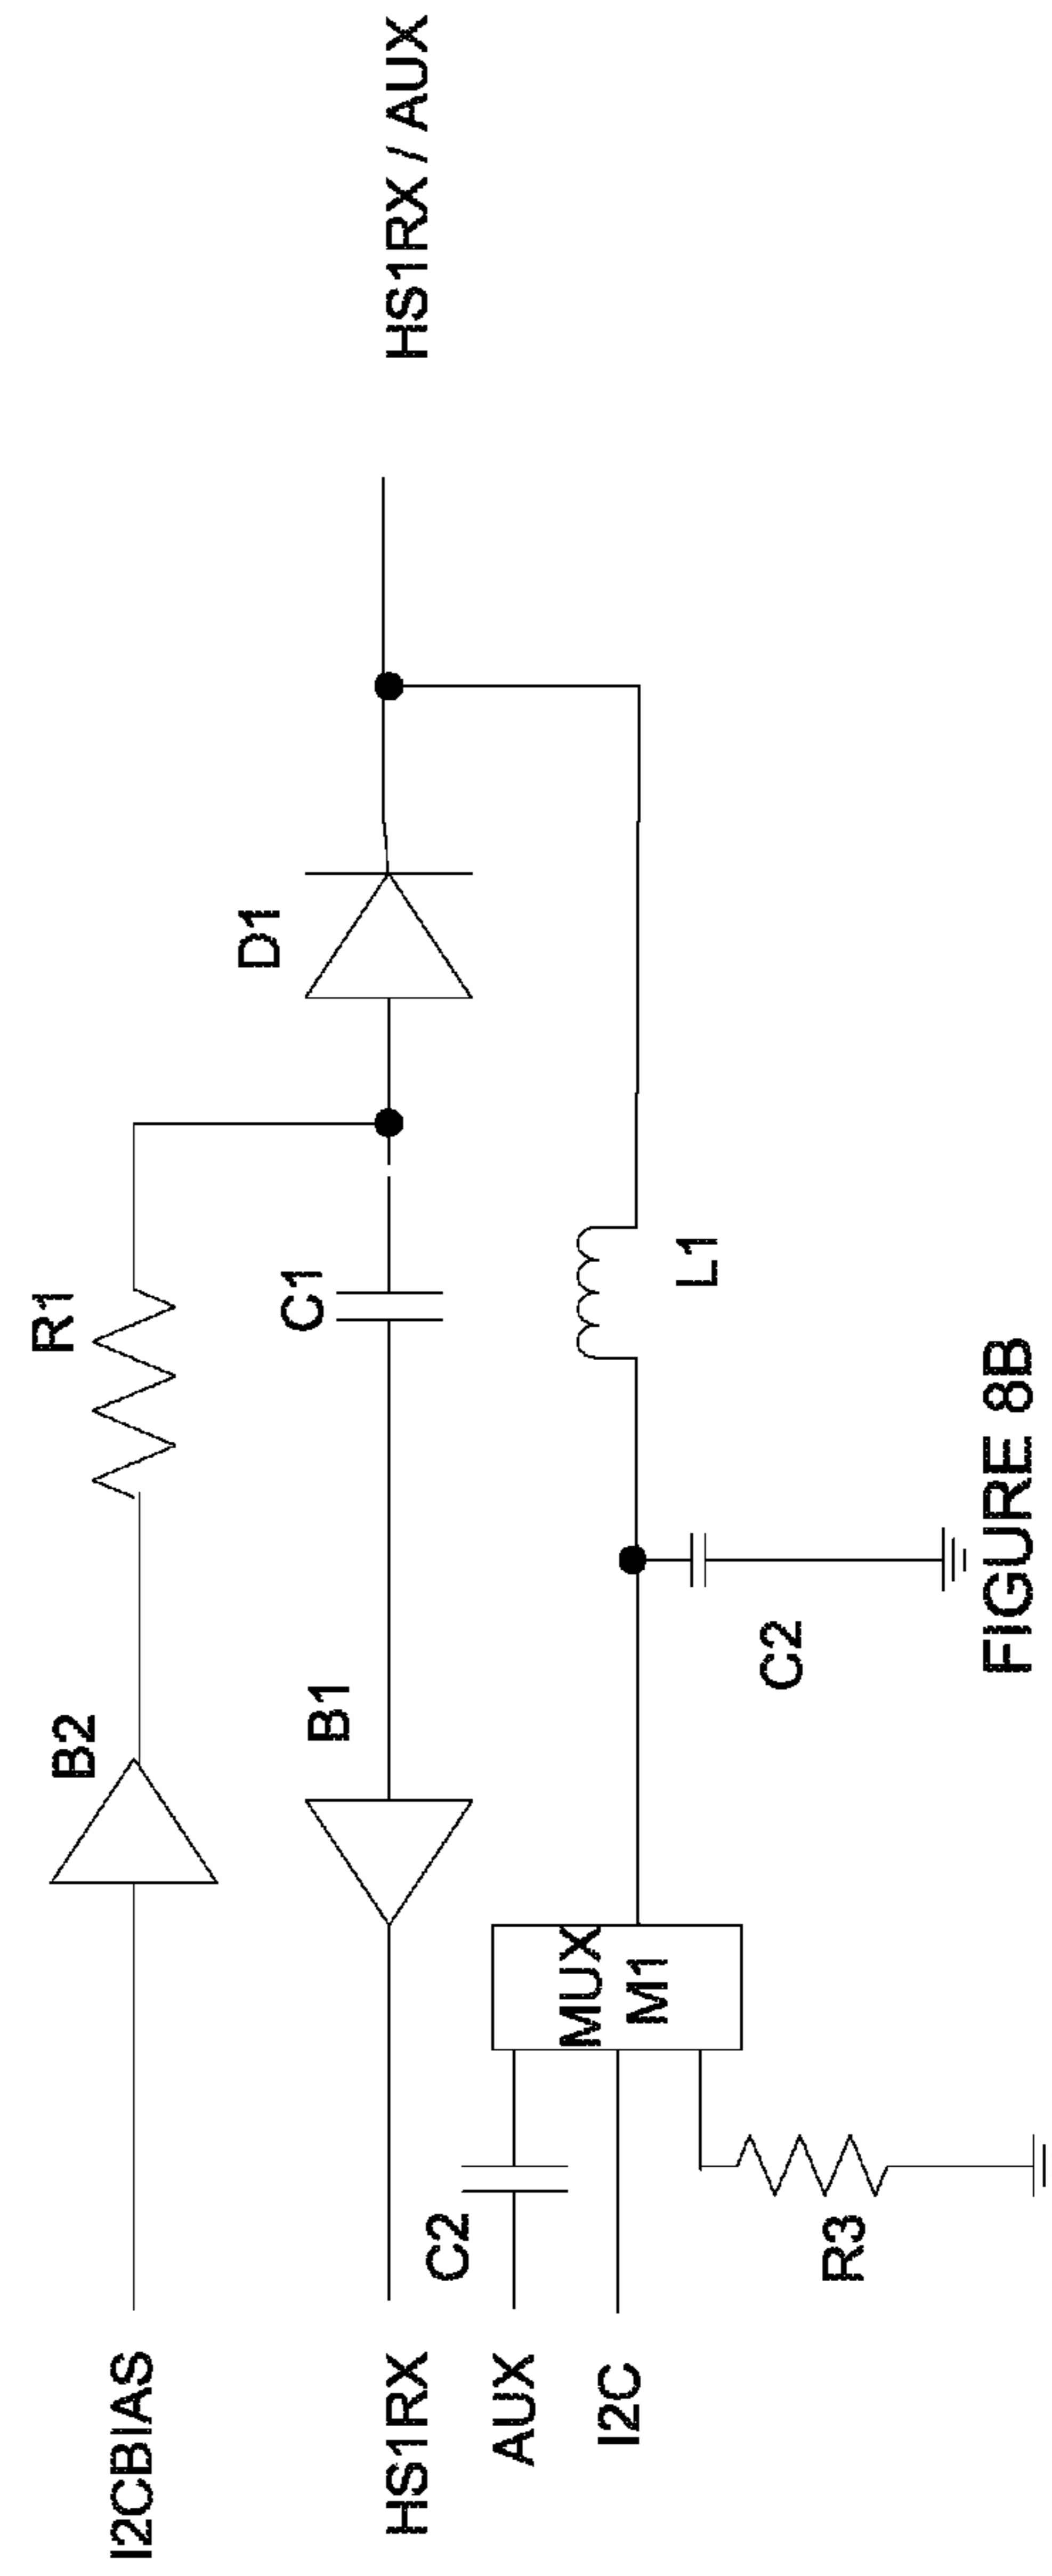 I2CBIAS
B2
R1
HS1RX
B1
C1
D1
HS1RX / AUX
AUX
C2
I2C
MUX
M1
L1
C2
R3
FIGURE 8B